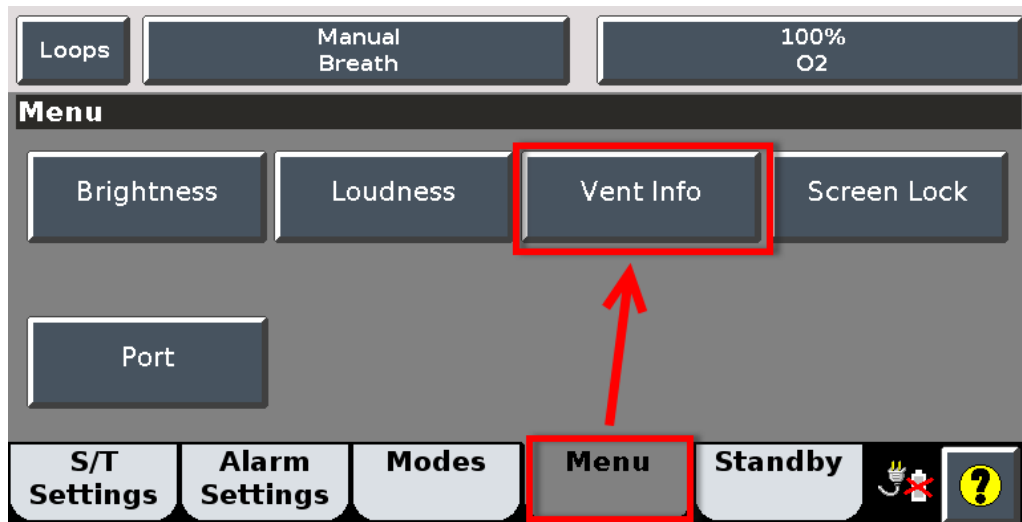 Loops
Manual
Breath
100%
O2
Menu
Brightness
Loudness
Vent Info
Screen Lock
Port
S/T
Settings
Alarm
Settings
Modes
Menu
Standby
?